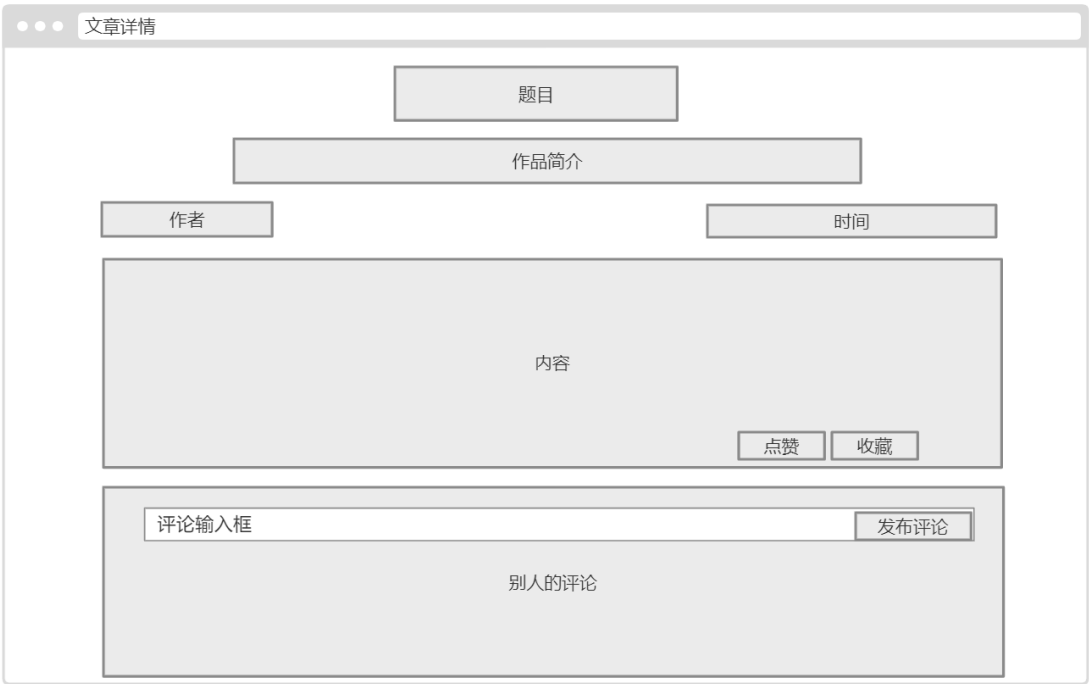 文章详情
题目
作品简介
作者
时间
内容
点赞
收藏
评论输入框
发布评论
别人的评论